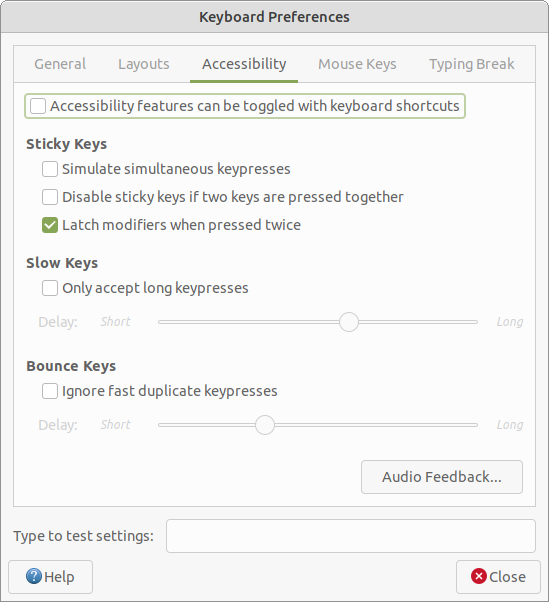 Keyboard Preferences
General Layouts Accessibility Mouse Keys Typing Break
Accessibility features can be toggled with keyboard shortcuts
Sticky Keys
Simulate simultaneous keypresses
Disable sticky keys if two keys are pressed together
Latch modifiers when pressed twice
Slow Keys
Only accept long keypresses
Delay: Short Long
Bounce Keys
Ignore fast duplicate keypresses
Delay: Short Long
Audio Feedback...
Type to test settings:
Help Close